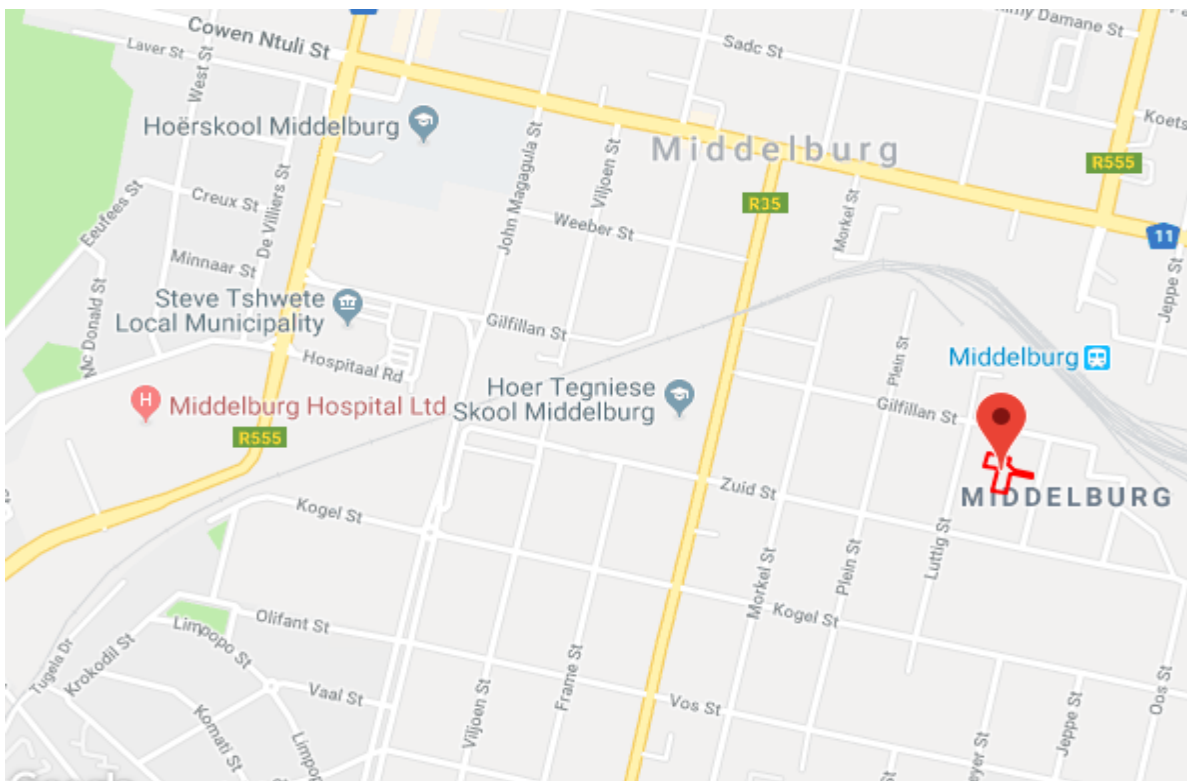 Cowen Ntuli St
Laver St
West St
Sadc St
Damane St
Koets
Hoërskool Middelburg
John Magagula St
Viljoen St
Middelburg
R555
R35
11
Creux St
De Villiers St
Eeufees St
Weeber St
Morkel St
Minnaar St
Mc Donald St
Steve Tshwete
Local Municipality
Gilfillan St
Jeppe St
Hospitaal Rd
Plein St
Middelburg
Hoer Tegniese
Skool Middelburg
H
Middelburg Hospital Ltd
R555
Gilfillan St
Zuid St
MIDDELBURG
Kogel St
Luttig St
Morkel St
Plein St
Kogel St
Olifant St
Limpopo St
Tugela Dr
Krokodil St
Vaal St
Viljoen St
Frame St
Vos St
Komati St
Limpop
eyer St
Jeppe St
Oos St